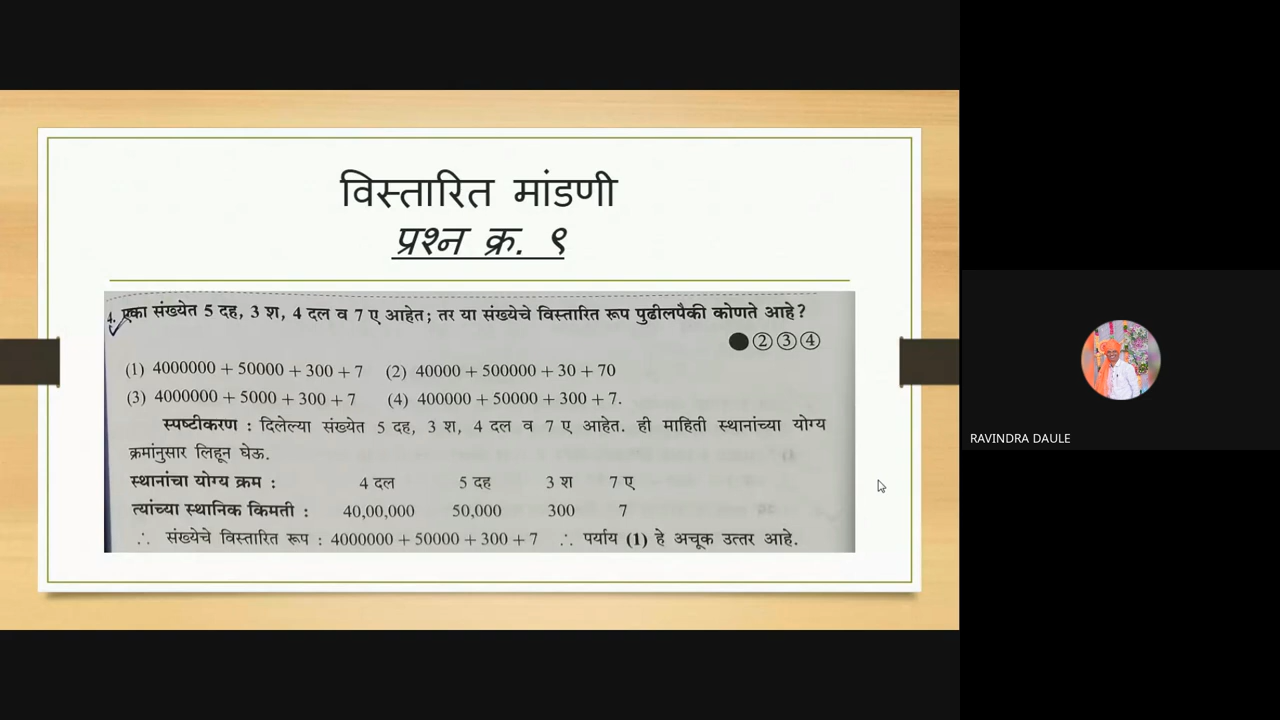 विस्तारित मांडणी
प्रश्न क्र. ९
4. एका संख्येत 5 दह, 3 श, 4 दल व 7 ए आहेत; तर या संख्येचे विस्तारित रूप पुढीलपैकी कोणते आहे?
● ② ③ ④
(1) 4000000 + 50000 + 300 + 7 (2) 40000 + 500000 + 30 + 70
(3) 4000000 + 5000 + 300 + 7 (4) 400000 + 50000 + 300 + 7.
स्पष्टीकरण : दिलेल्या संख्येत 5 दह, 3 श, 4 दल व 7 ए आहेत. ही माहिती स्थानांच्या योग्य
क्रमांनुसार लिहून घेऊ.
स्थानांचा योग्य क्रम : 4 दल 5 दह 3 श 7 ए
त्यांच्या स्थानिक किमती : 40,00,000 50,000 300 7
∴ संख्येचे विस्तारित रूप : 4000000 + 50000 + 300 + 7 ∴ पर्याय (1) हे अचूक उत्तर आहे.
RAVINDRA DAULE